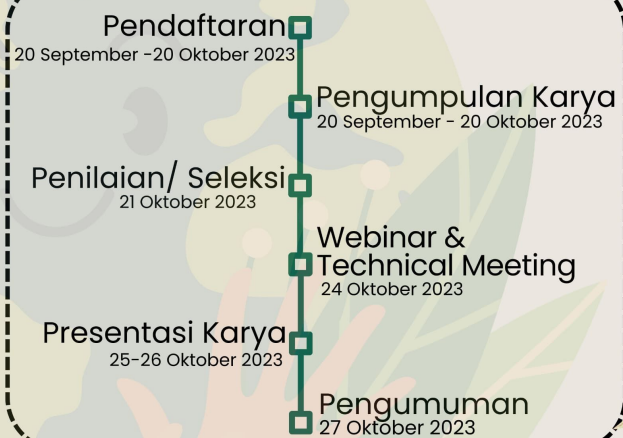 Pendaftaran
20 September -20 Oktober 2023
Pengumpulan Karya
20 September - 20 Oktober 2023
Penilaian/ Seleksi
21 Oktober 2023
Webinar &
Technical Meeting
24 Oktober 2023
Presentasi Karya
25-26 Oktober 2023
Pengumuman
27 Oktober 2023